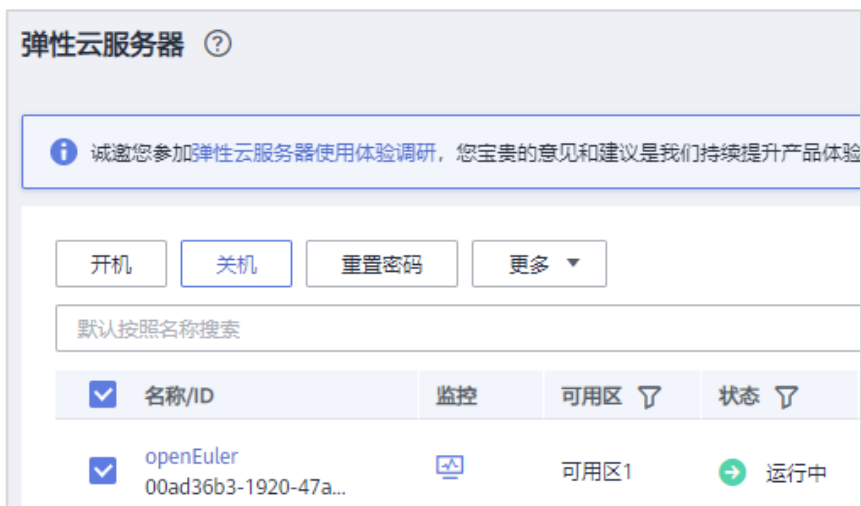 弹性云服务器 ?
诚邀您参加弹性云服务器使用体验调研，您宝贵的意见和建议是我们持续提升产品体验
开机 关机 重置密码 更多
默认按照名称搜索
名称/ID 监控 可用区 状态
openEuler 可用区1 运行中
00ad36b3-1920-47a...